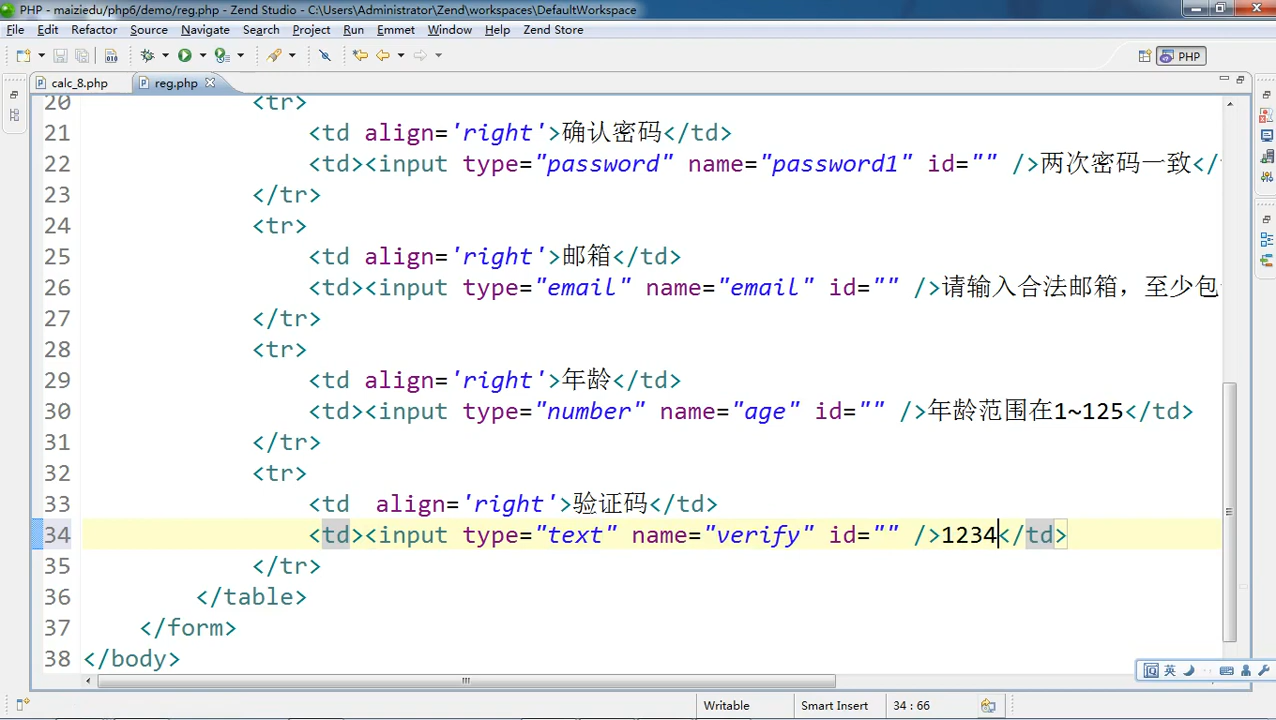 PHP - maiziedu/php6/demo/reg.php - Zend Studio - C:\Users\Administrator\Zend\workspaces\DefaultWorkspace
File Edit Refactor Source Navigate Search Project Run Emmet Window Help Zend Store
PHP
calc_8.php reg.php
20 <tr>
21 <td align='right'>确认密码</td>
22 <td><input type="password" name="password1" id="" />两次密码一致</
23 </tr>
24 <tr>
25 <td align='right'>邮箱</td>
26 <td><input type="email" name="email" id="" />请输入合法邮箱，至少包
27 </tr>
28 <tr>
29 <td align='right'>年龄</td>
30 <td><input type="number" name="age" id="" />年龄范围在1~125</td>
31 </tr>
32 <tr>
33 <td  align='right'>验证码</td>
34 <td><input type="text" name="verify" id="" />1234</td>
35 </tr>
36 </table>
37 </form>
38 </body>
英
Writable Smart Insert 34 : 66